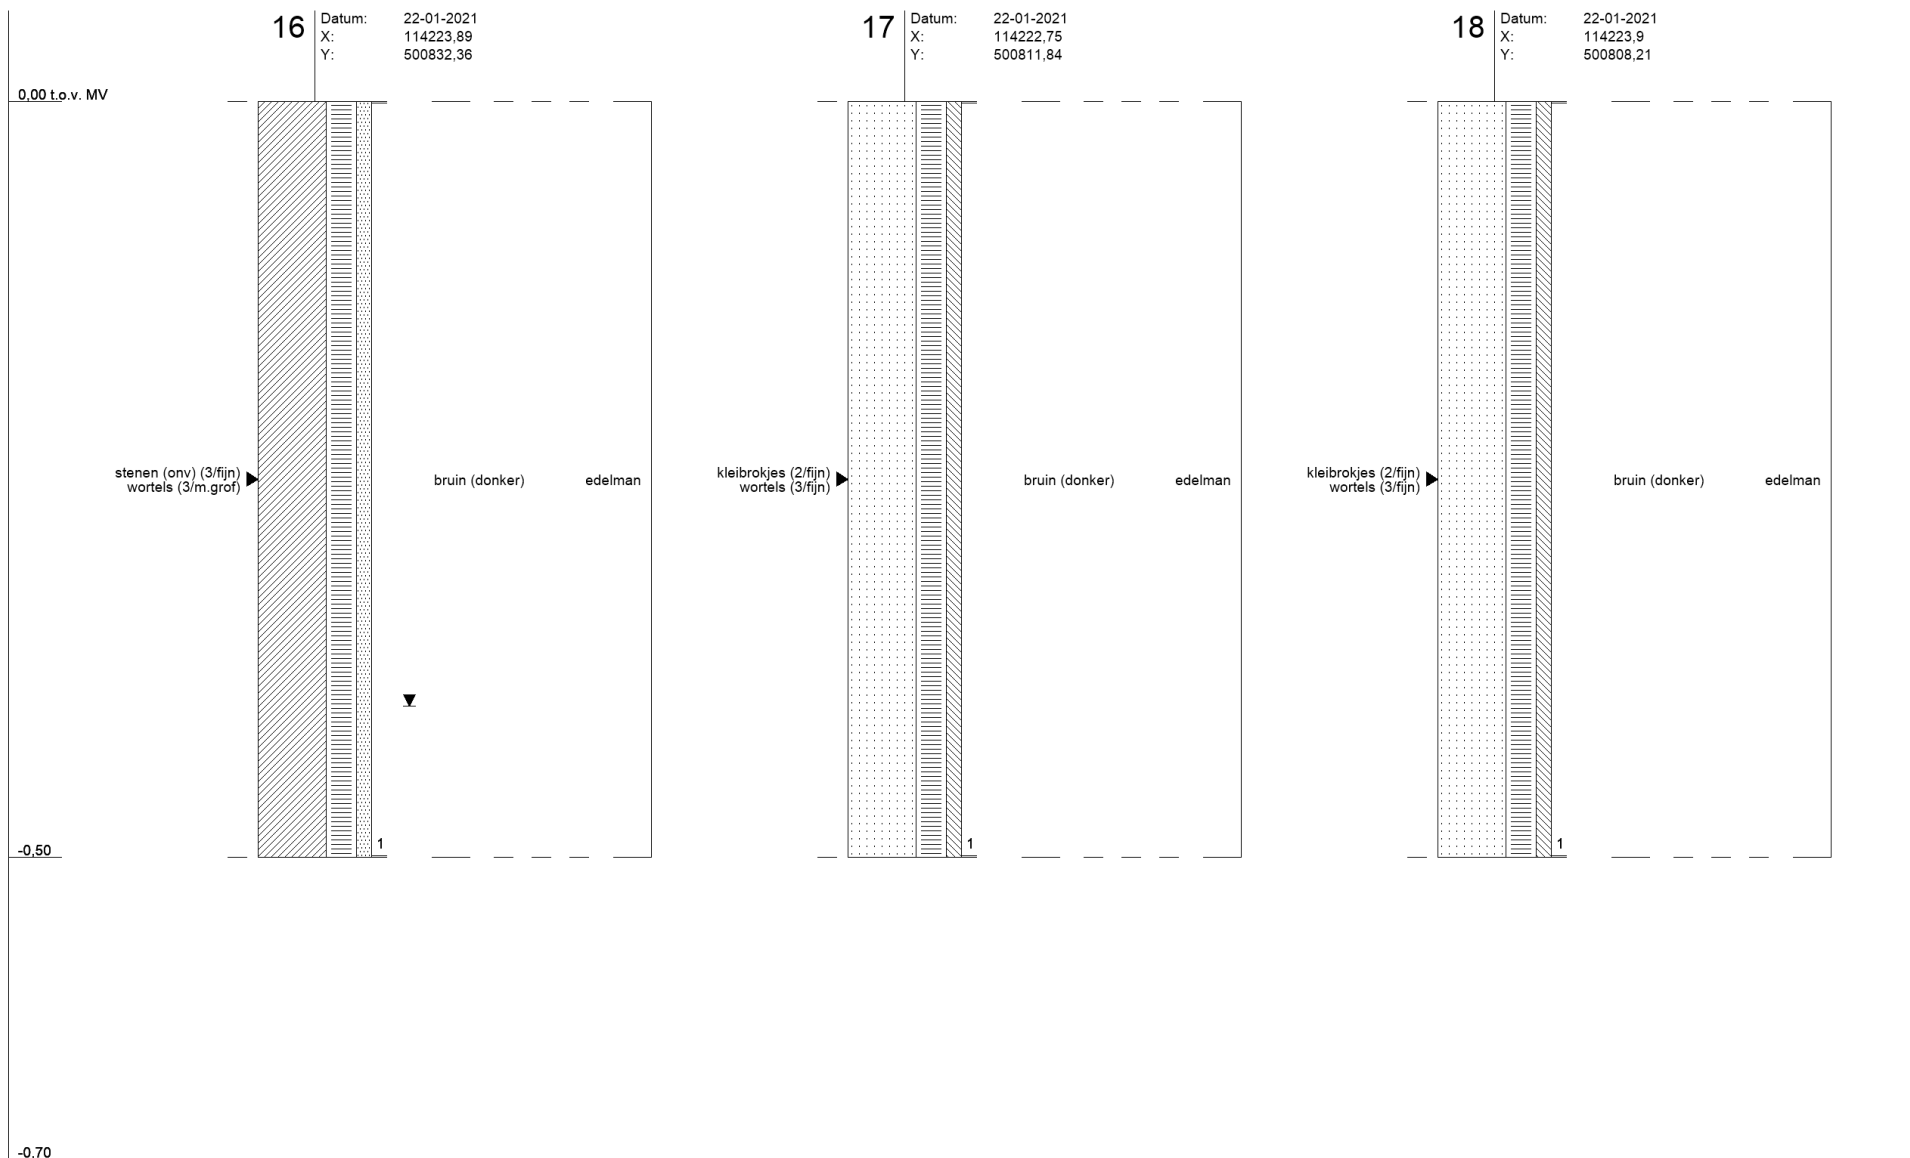 16
Datum: 22-01-2021
X: 114223,89
Y: 500832,36
17
Datum: 22-01-2021
X: 114222,75
Y: 500811,84
18
Datum: 22-01-2021
X: 114223,9
Y: 500808,21
0,00 t.o.v. MV
stenen (onv) (3/fijn)
wortels (3/m.grof)
bruin (donker)
edelman
kleibrokjes (2/fijn)
wortels (3/fijn)
bruin (donker)
edelman
kleibrokjes (2/fijn)
wortels (3/fijn)
bruin (donker)
edelman
1
1
1
-0,50
-0,70